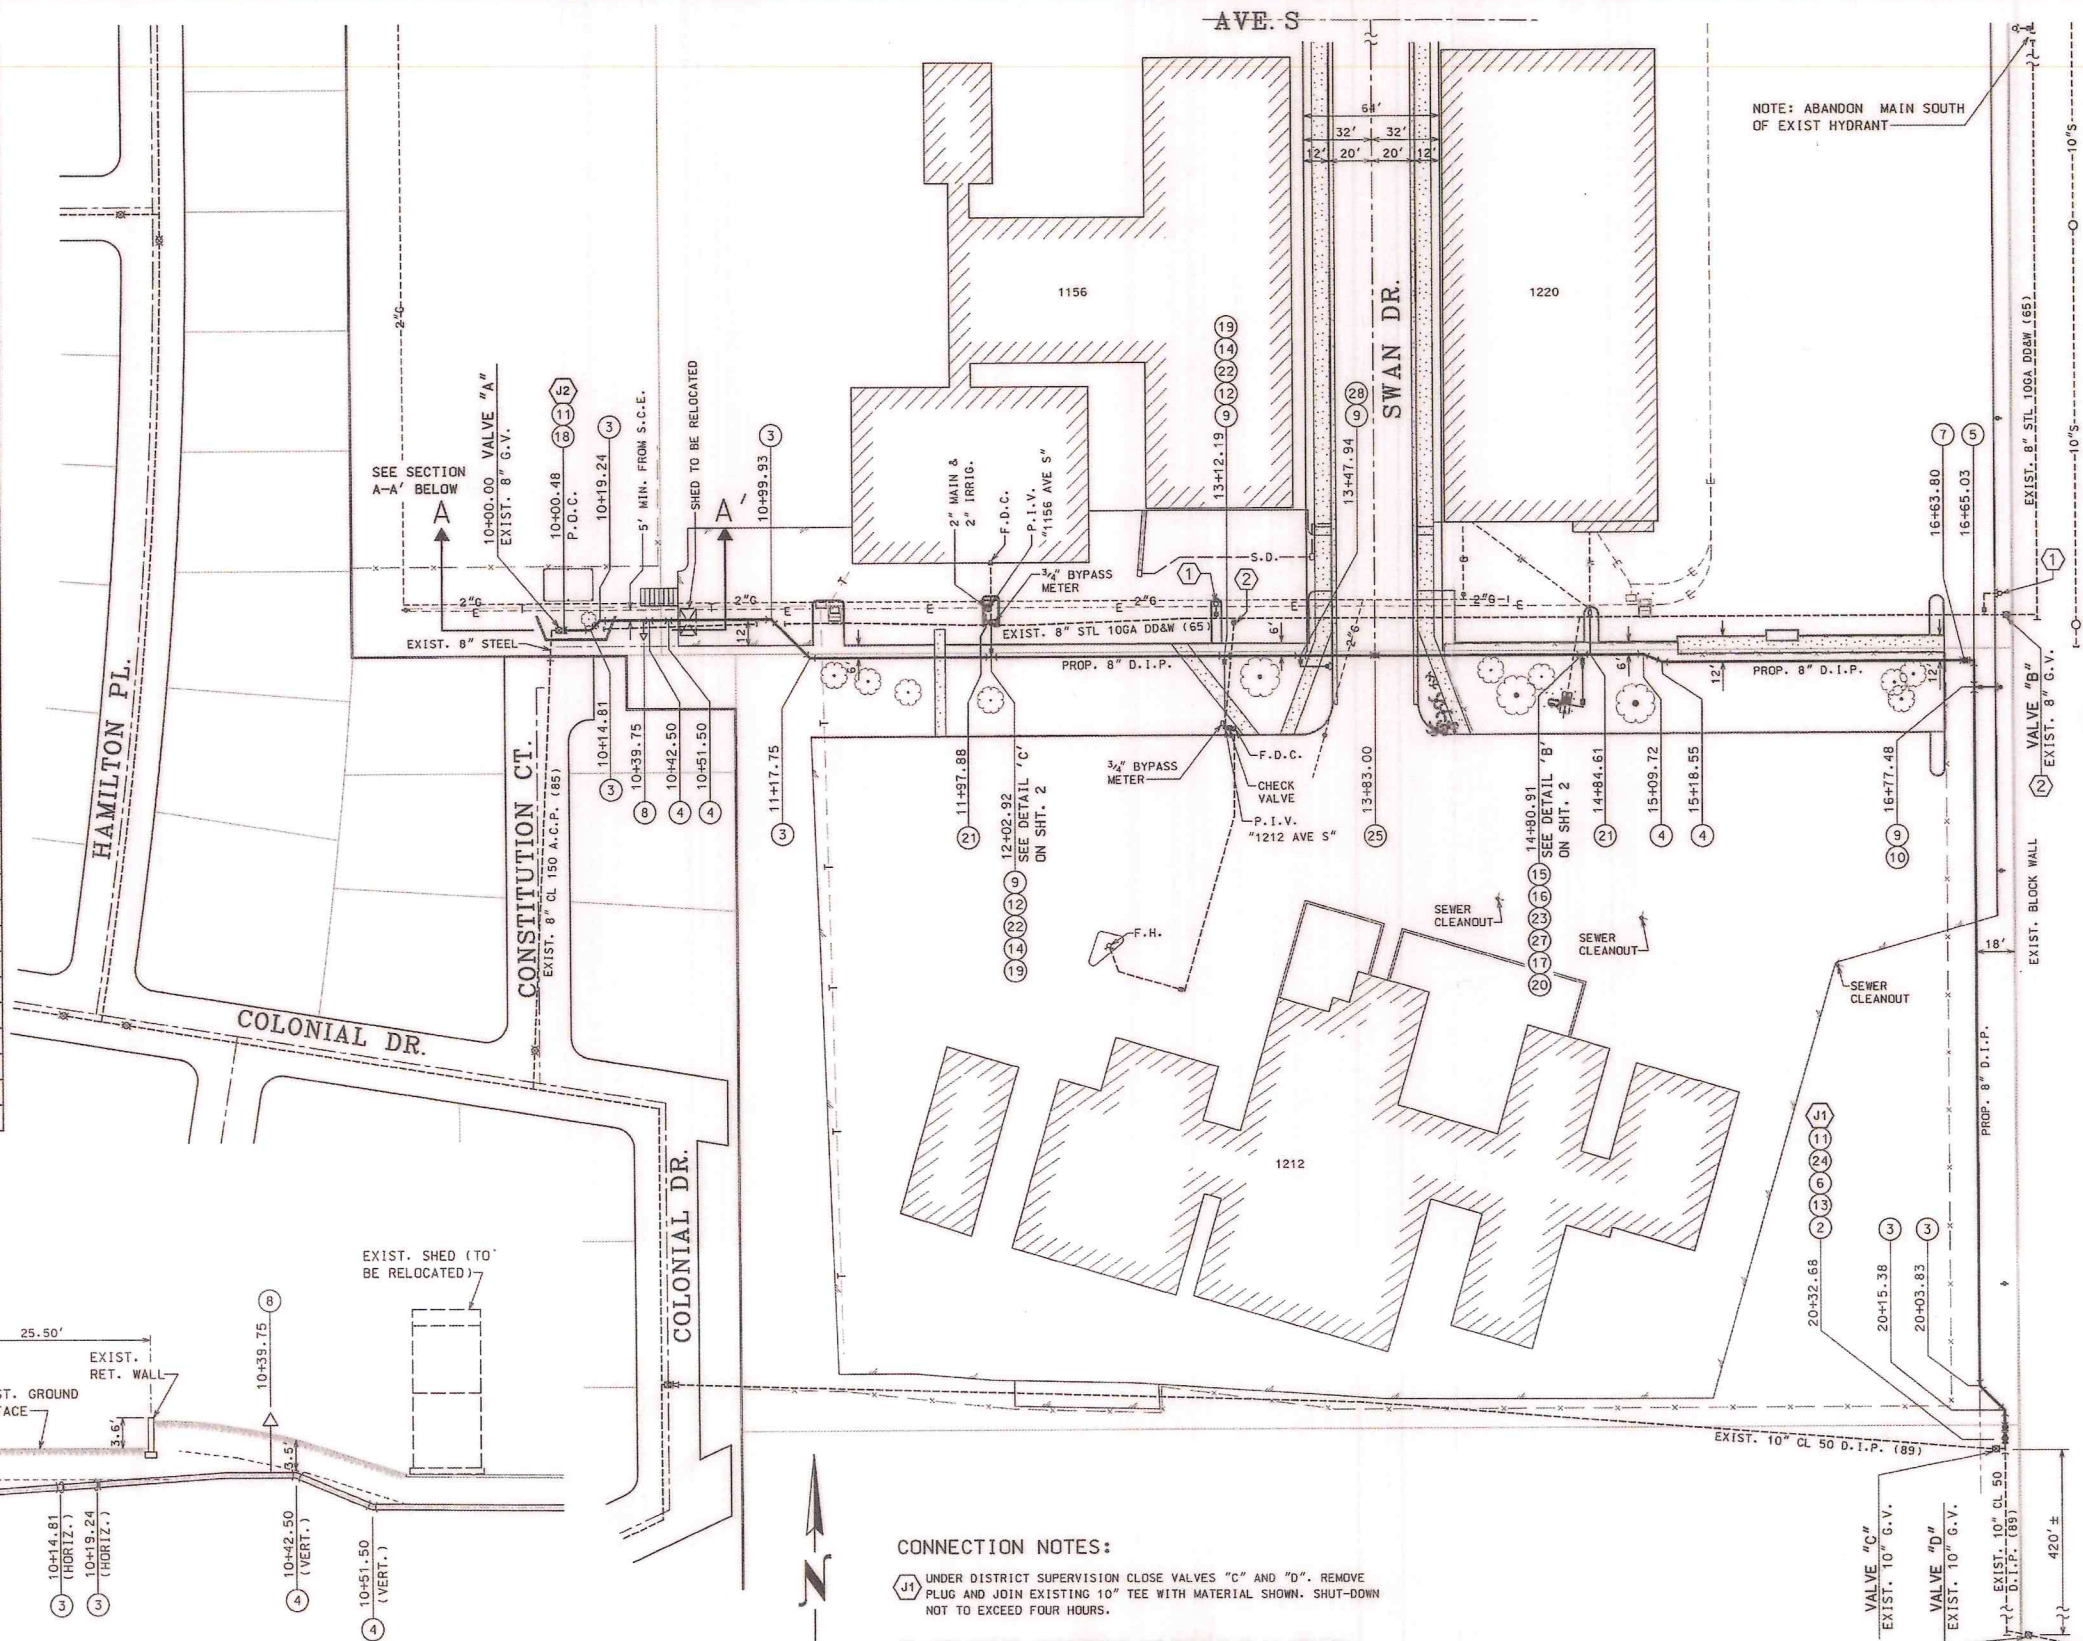 AVE. S
NOTE: ABANDON MAIN SOUTH
OF EXIST HYDRANT
10"S
10"S
64'
32'
32'
12'
20'
20'
12'
1156
1220
SWAN DR.
EXIST. 8" STL 10GA DD&W (65)
2"G
HAMILTON PL.
SEE SECTION
A-A' BELOW
A
A'
10+00.00 VALVE "A"
EXIST. 8" G.V.
J2
11
18
10+00.48
P.O.C.
3
10+19.24
5' MIN. FROM S.C.E.
SHED TO BE RELOCATED
3
10+99.93
2" MAIN &
2" IRRIG.
F.D.C.
P.I.V.
"1156 AVE S"
3/4" BYPASS
METER
19
14
22
12
9
13+12.19
28
9
13+47.94
S.D.
1
2
7
5
16+63.80
16+65.03
1
2"G
E
T
T
2"G
E
E
E
2"G
E
2"G
E
EXIST. 8" STEEL
12'
EXIST. 8" STL 10GA DD&W (65)
6'
6'
2"G
PROP. 8" D.I.P.
6'
12'
PROP. 8" D.I.P.
12'
VALVE "B"
EXIST. 8" G.V.
2
CONSTITUTION CT.
EXIST. 8" CL 150 A.C.P. (85)
10+14.81
3
10+39.75
8
10+42.50
4
10+51.50
4
11+17.75
3
11+97.88
21
12+02.92
SEE DETAIL 'C'
ON SHT. 2
9
12
22
14
19
3/4" BYPASS
METER
F.D.C.
CHECK
VALVE
P.I.V.
"1212 AVE S"
13+83.00
25
14+80.91
SEE DETAIL 'B'
ON SHT. 2
15
16
23
27
17
20
14+84.61
21
15+09.72
4
15+18.55
4
16+77.48
9
10
EXIST. BLOCK WALL
18'
F.H.
SEWER
CLEANOUT
SEWER
CLEANOUT
SEWER
CLEANOUT
COLONIAL DR.
PROP. 8" D.I.P.
1212
J1
11
24
6
13
2
20+32.68
3
20+15.38
3
20+03.83
COLONIAL DR.
EXIST. SHED (TO
BE RELOCATED)
8
10+39.75
25.50'
EXIST.
RET. WALL
GROUND
3.6'
3.5'
10+14.81
(HORIZ.)
3
10+19.24
(HORIZ.)
3
10+42.50
(VERT.)
4
10+51.50
(VERT.)
4
EXIST. 10" CL 50 D.I.P. (89)
VALVE "C"
EXIST. 10" G.V.
VALVE "D"
EXIST. 10" G.V.
EXIST. 10" CL 50
D.I.P. (89)
420'±
N
CONNECTION NOTES:
J1 UNDER DISTRICT SUPERVISION CLOSE VALVES "C" AND "D". REMOVE
PLUG AND JOIN EXISTING 10" TEE WITH MATERIAL SHOWN. SHUT-DOWN
NOT TO EXCEED FOUR HOURS.